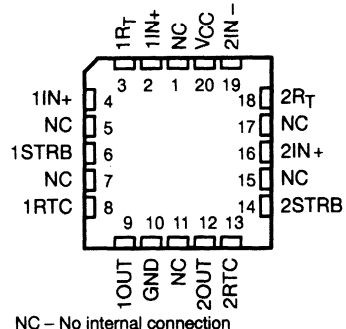 1RT 1IN+ NC VCC 2IN-
3 2 1 20 19
1IN+ 4 18 2RT
NC 5 17 NC
1STRB 6 16 2IN+
NC 7 15 NC
1RTC 8 14 2STRB
9 10 11 12 13
1OUT GND NC 2OUT 2RTC
NC – No internal connection